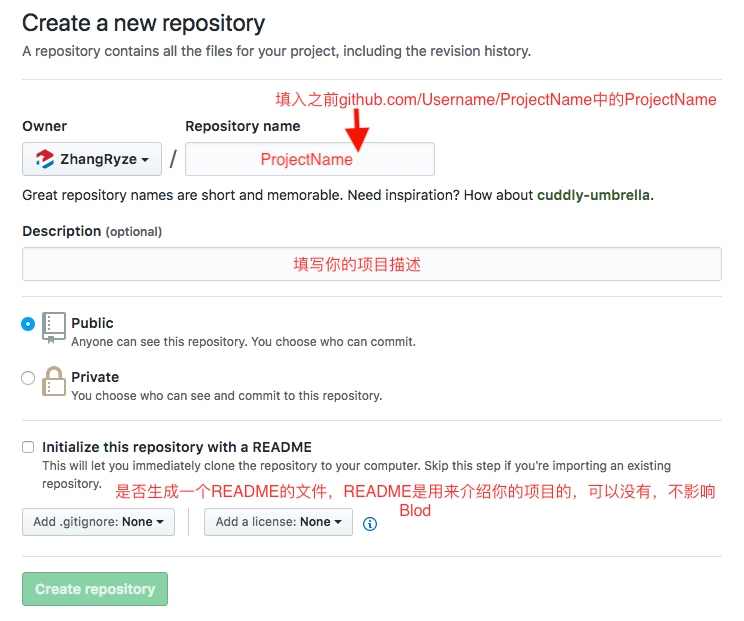 Create a new repository
A repository contains all the files for your project, including the revision history.
填入之前github.com/Username/ProjectName中的ProjectName
Owner
Repository name
ZhangRyze
/
ProjectName
Great repository names are short and memorable. Need inspiration? How about cuddly-umbrella.
Description (optional)
填写你的项目描述
Public
Anyone can see this repository. You choose who can commit.
Private
You choose who can see and commit to this repository.
Initialize this repository with a README
This will let you immediately clone the repository to your computer. Skip this step if you're importing an existing
repository.
是否生成一个README的文件，README是用来介绍你的项目的，可以没有，不影响
Blod
Add .gitignore: None
Add a license: None
Create repository